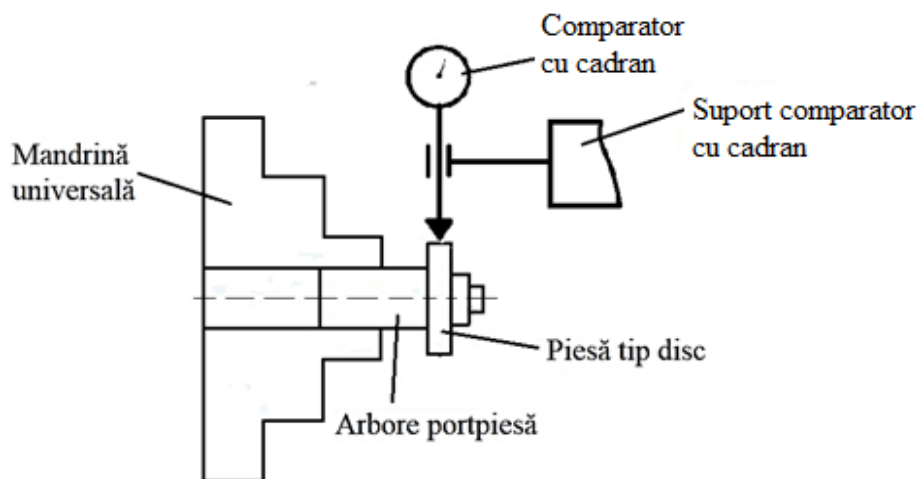 Comparator
cu cadran
Suport comparator
cu cadran
Mandrină
universală
Piesă tip disc
Arbore portpiesă